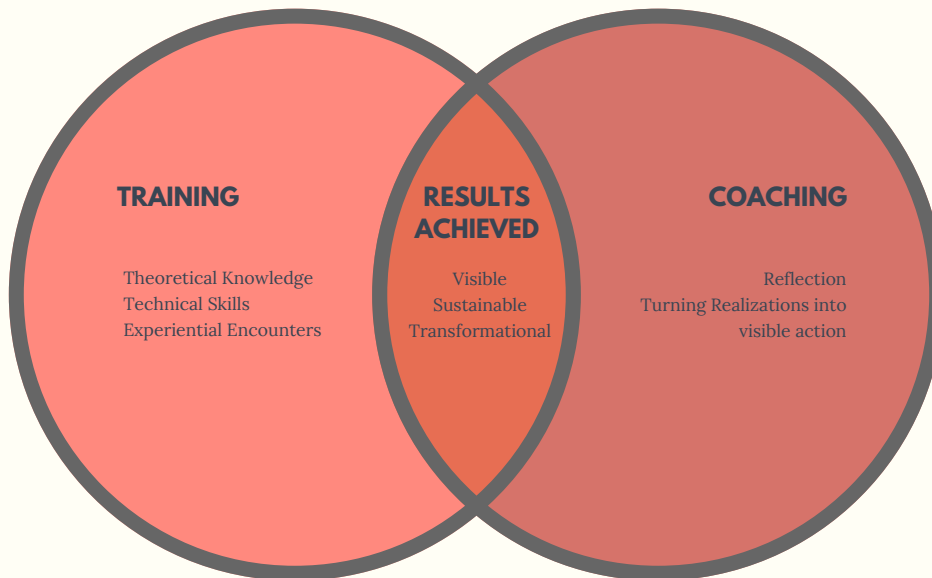 TRAINING
Theoretical Knowledge
Technical Skills
Experiential Encounters
RESULTS
ACHIEVED
Visible
Sustainable
Transformational
COACHING
Reflection
Turning Realizations into
visible action